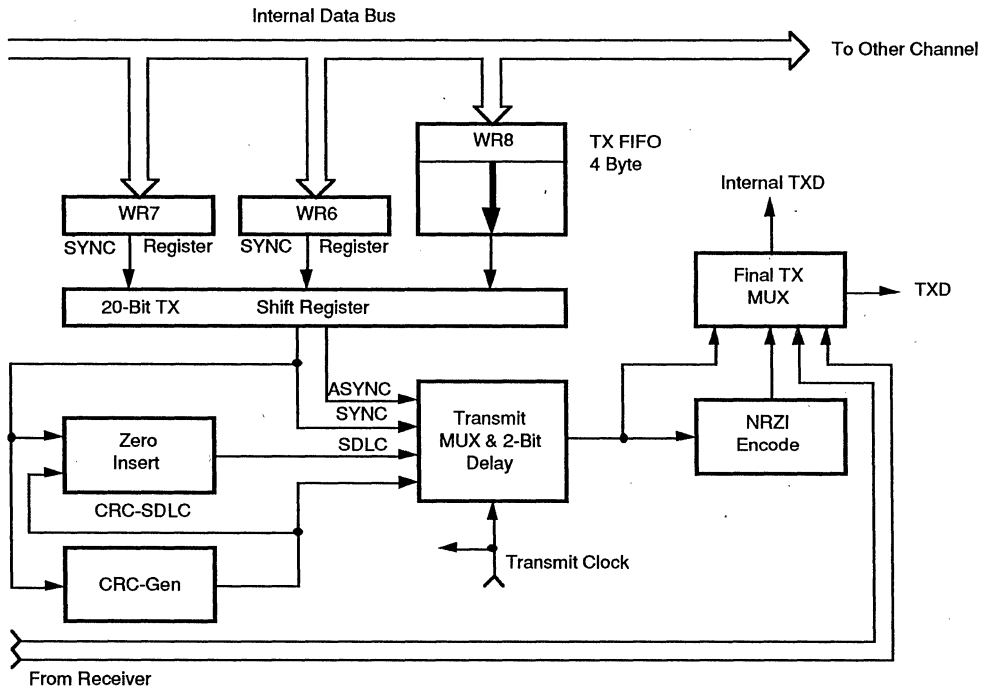 Internal Data Bus
To Other Channel
WR8
TX FIFO
4 Byte
Internal TXD
WR7
WR6
SYNC Register
SYNC Register
Final TX
MUX
TXD
20-Bit TX Shift Register
ASYNC
SYNC
SDLC
Transmit
MUX & 2-Bit
Delay
NRZI
Encode
Zero
Insert
CRC-SDLC
CRC-Gen
Transmit Clock
From Receiver